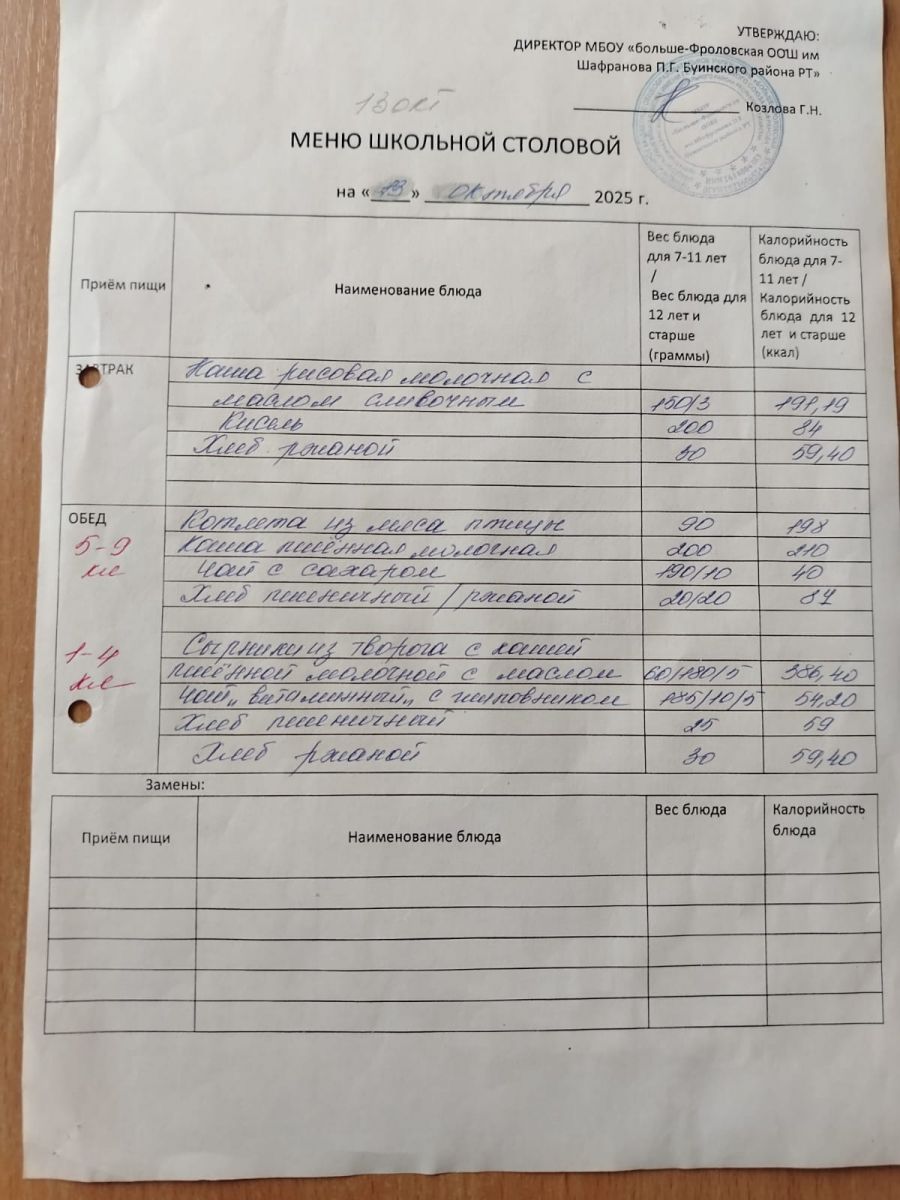 УТВЕРЖДАЮ:
ДИРЕКТОР МБОУ «больше-Фроловская ООШ им
Шафранова П.Г. Буинского района РТ»
Козлова Г.Н.
13 окт
МЕНЮ ШКОЛЬНОЙ СТОЛОВОЙ
на «13» октября 2025 г.
Приём пищи
Наименование блюда
Вес блюда
для 7-11 лет
/
Вес блюда для
12 лет и
старше
(граммы)
Калорийность
блюда для 7-
11 лет /
Калорийность
блюда для 12
лет и старше
(ккал)
ЗАВТРАК
Каша рисовая молочная с
маслом сливочным 150/3 191,19
Кисель 200 84
Хлеб ржаной 30 59,40
ОБЕД
5-9
кл
Котлета из мяса птицы 90 198
Каша пшённая молочная 200 210
Чай с сахаром 190/10 40
Хлеб пшеничный / ржаной 20/20 87
1-4
кл
Сырники из творога с кашей
пшённой молочной с маслом 60/180/5 386,40
Чай „витаминный„ с шиповником 185/10/5 54,20
Хлеб пшеничный 25 59
Хлеб ржаной 30 59,40
Замены:
Приём пищи
Наименование блюда
Вес блюда
Калорийность
блюда